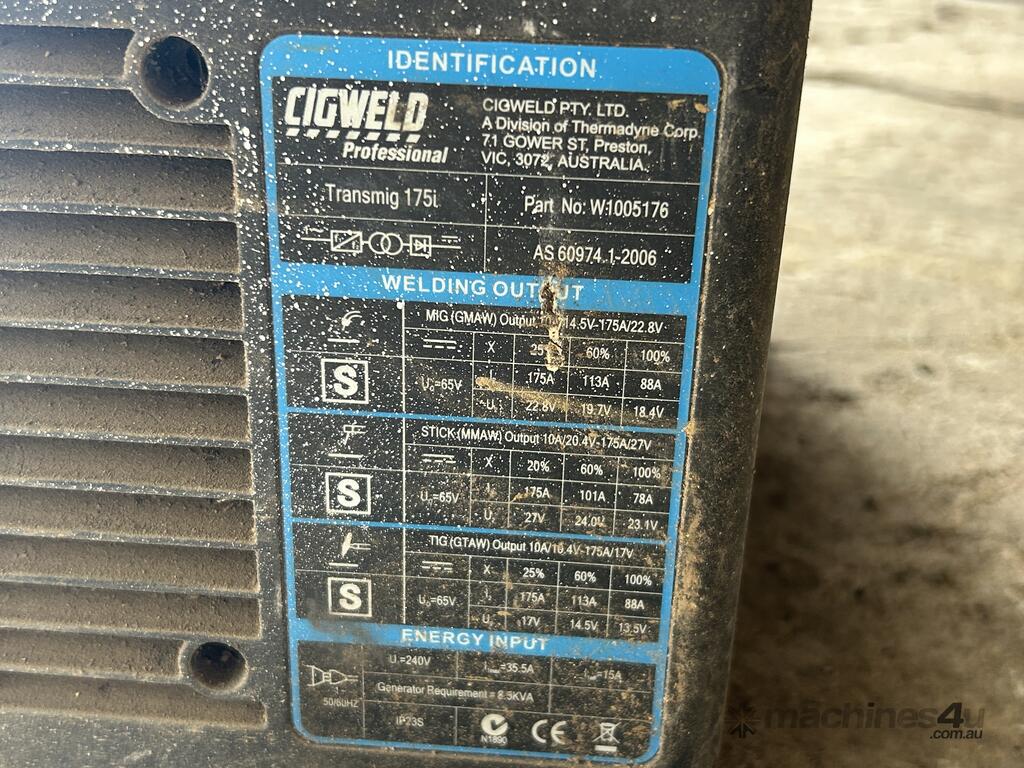 IDENTIFICATION
CIGWELD
Professional
CIGWELD PTY. LTD.
A Division of Thermadyne Corp.
71 GOWER ST, Preston,
VIC, 3072, AUSTRALIA.
Transmig 175i
Part No: W1005176
AS 60974.1-2006
WELDING OUTPUT
MIG (GMAW) Output 14.5V-175A/22.8V
X 25% 60% 100%
S U₀=65V I 175A 113A 88A
U 22.8V 19.7V 18.4V
STICK (MMAW) Output 10A/20.4V-175A/27V
X 20% 60% 100%
S U₀=65V I 175A 101A 78A
U 27V 24.0V 23.1V
TIG (GTAW) Output 10A/10.4V-175A/17V
X 25% 60% 100%
S U₀=65V I 175A 113A 88A
U 17V 14.5V 13.5V
ENERGY INPUT
1
50/60HZ
U₁=240V =35.5A =15A
Generator Requirement = 8.5KVA
IP23S
N1890
CE
machines4u
.com.au